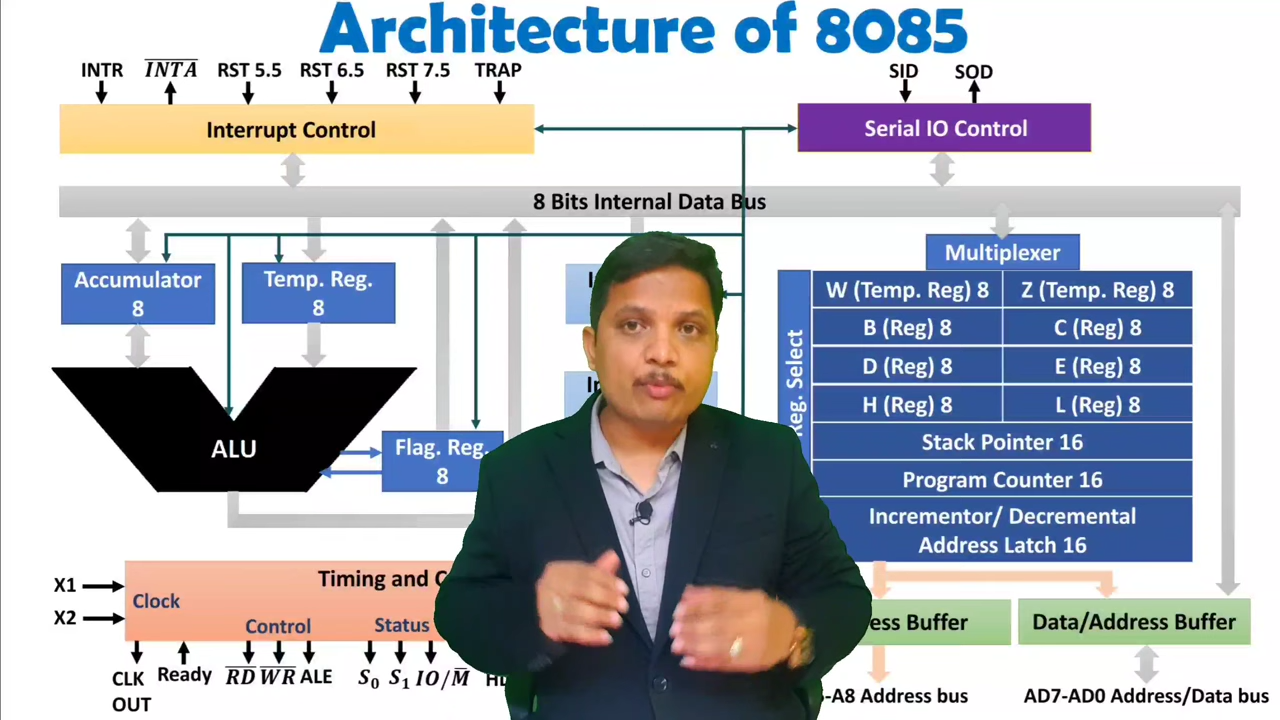 Architecture of 8085
INTR INTA RST 5.5 RST 6.5 RST 7.5 TRAP SID SOD
Interrupt Control
Serial IO Control
8 Bits Internal Data Bus
Multiplexer
Accumulator
8
Temp. Reg.
8
Reg. Select
W (Temp. Reg) 8 Z (Temp. Reg) 8
B (Reg) 8 C (Reg) 8
D (Reg) 8 E (Reg) 8
H (Reg) 8 L (Reg) 8
Stack Pointer 16
Program Counter 16
Incrementor/ Decremental
Address Latch 16
ALU
Flag. Reg.
8
X1
X2
Timing and
Clock
Control
Status
CLK
OUT
Ready
RD WR ALE
S0 S1 IO/M
Buffer
Data/Address Buffer
A8 Address bus
AD7-AD0 Address/Data bus